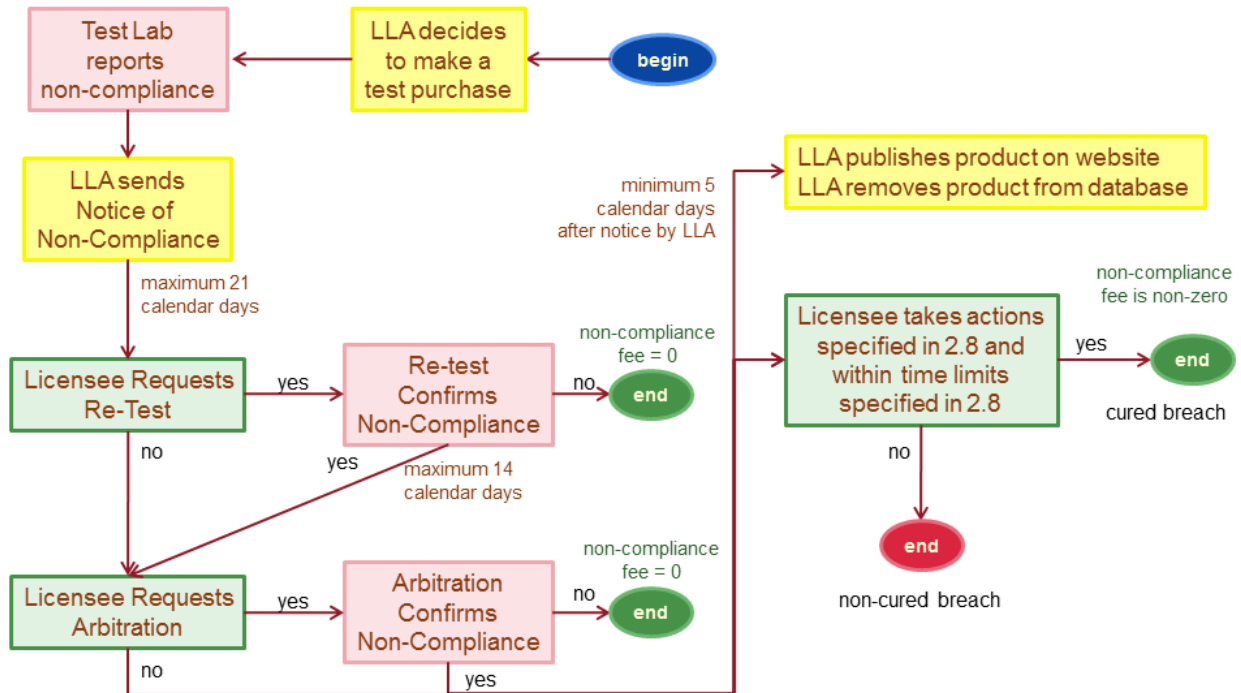 Test Lab
reports
non-compliance
LLA decides
to make a
test purchase
begin
LLA sends
Notice of
Non-Compliance
minimum 5
calendar days
after notice by LLA
LLA publishes product on website
LLA removes product from database
maximum 21
calendar days
non-compliance
fee is non-zero
Licensee Requests
Re-Test
yes
Re-test
Confirms
Non-Compliance
no
non-compliance
fee = 0
end
Licensee takes actions
specified in 2.8 and
within time limits
specified in 2.8
yes
end
cured breach
no
yes
maximum 14
calendar days
no
end
non-cured breach
Licensee Requests
Arbitration
yes
Arbitration
Confirms
Non-Compliance
no
non-compliance
fee = 0
end
no
yes